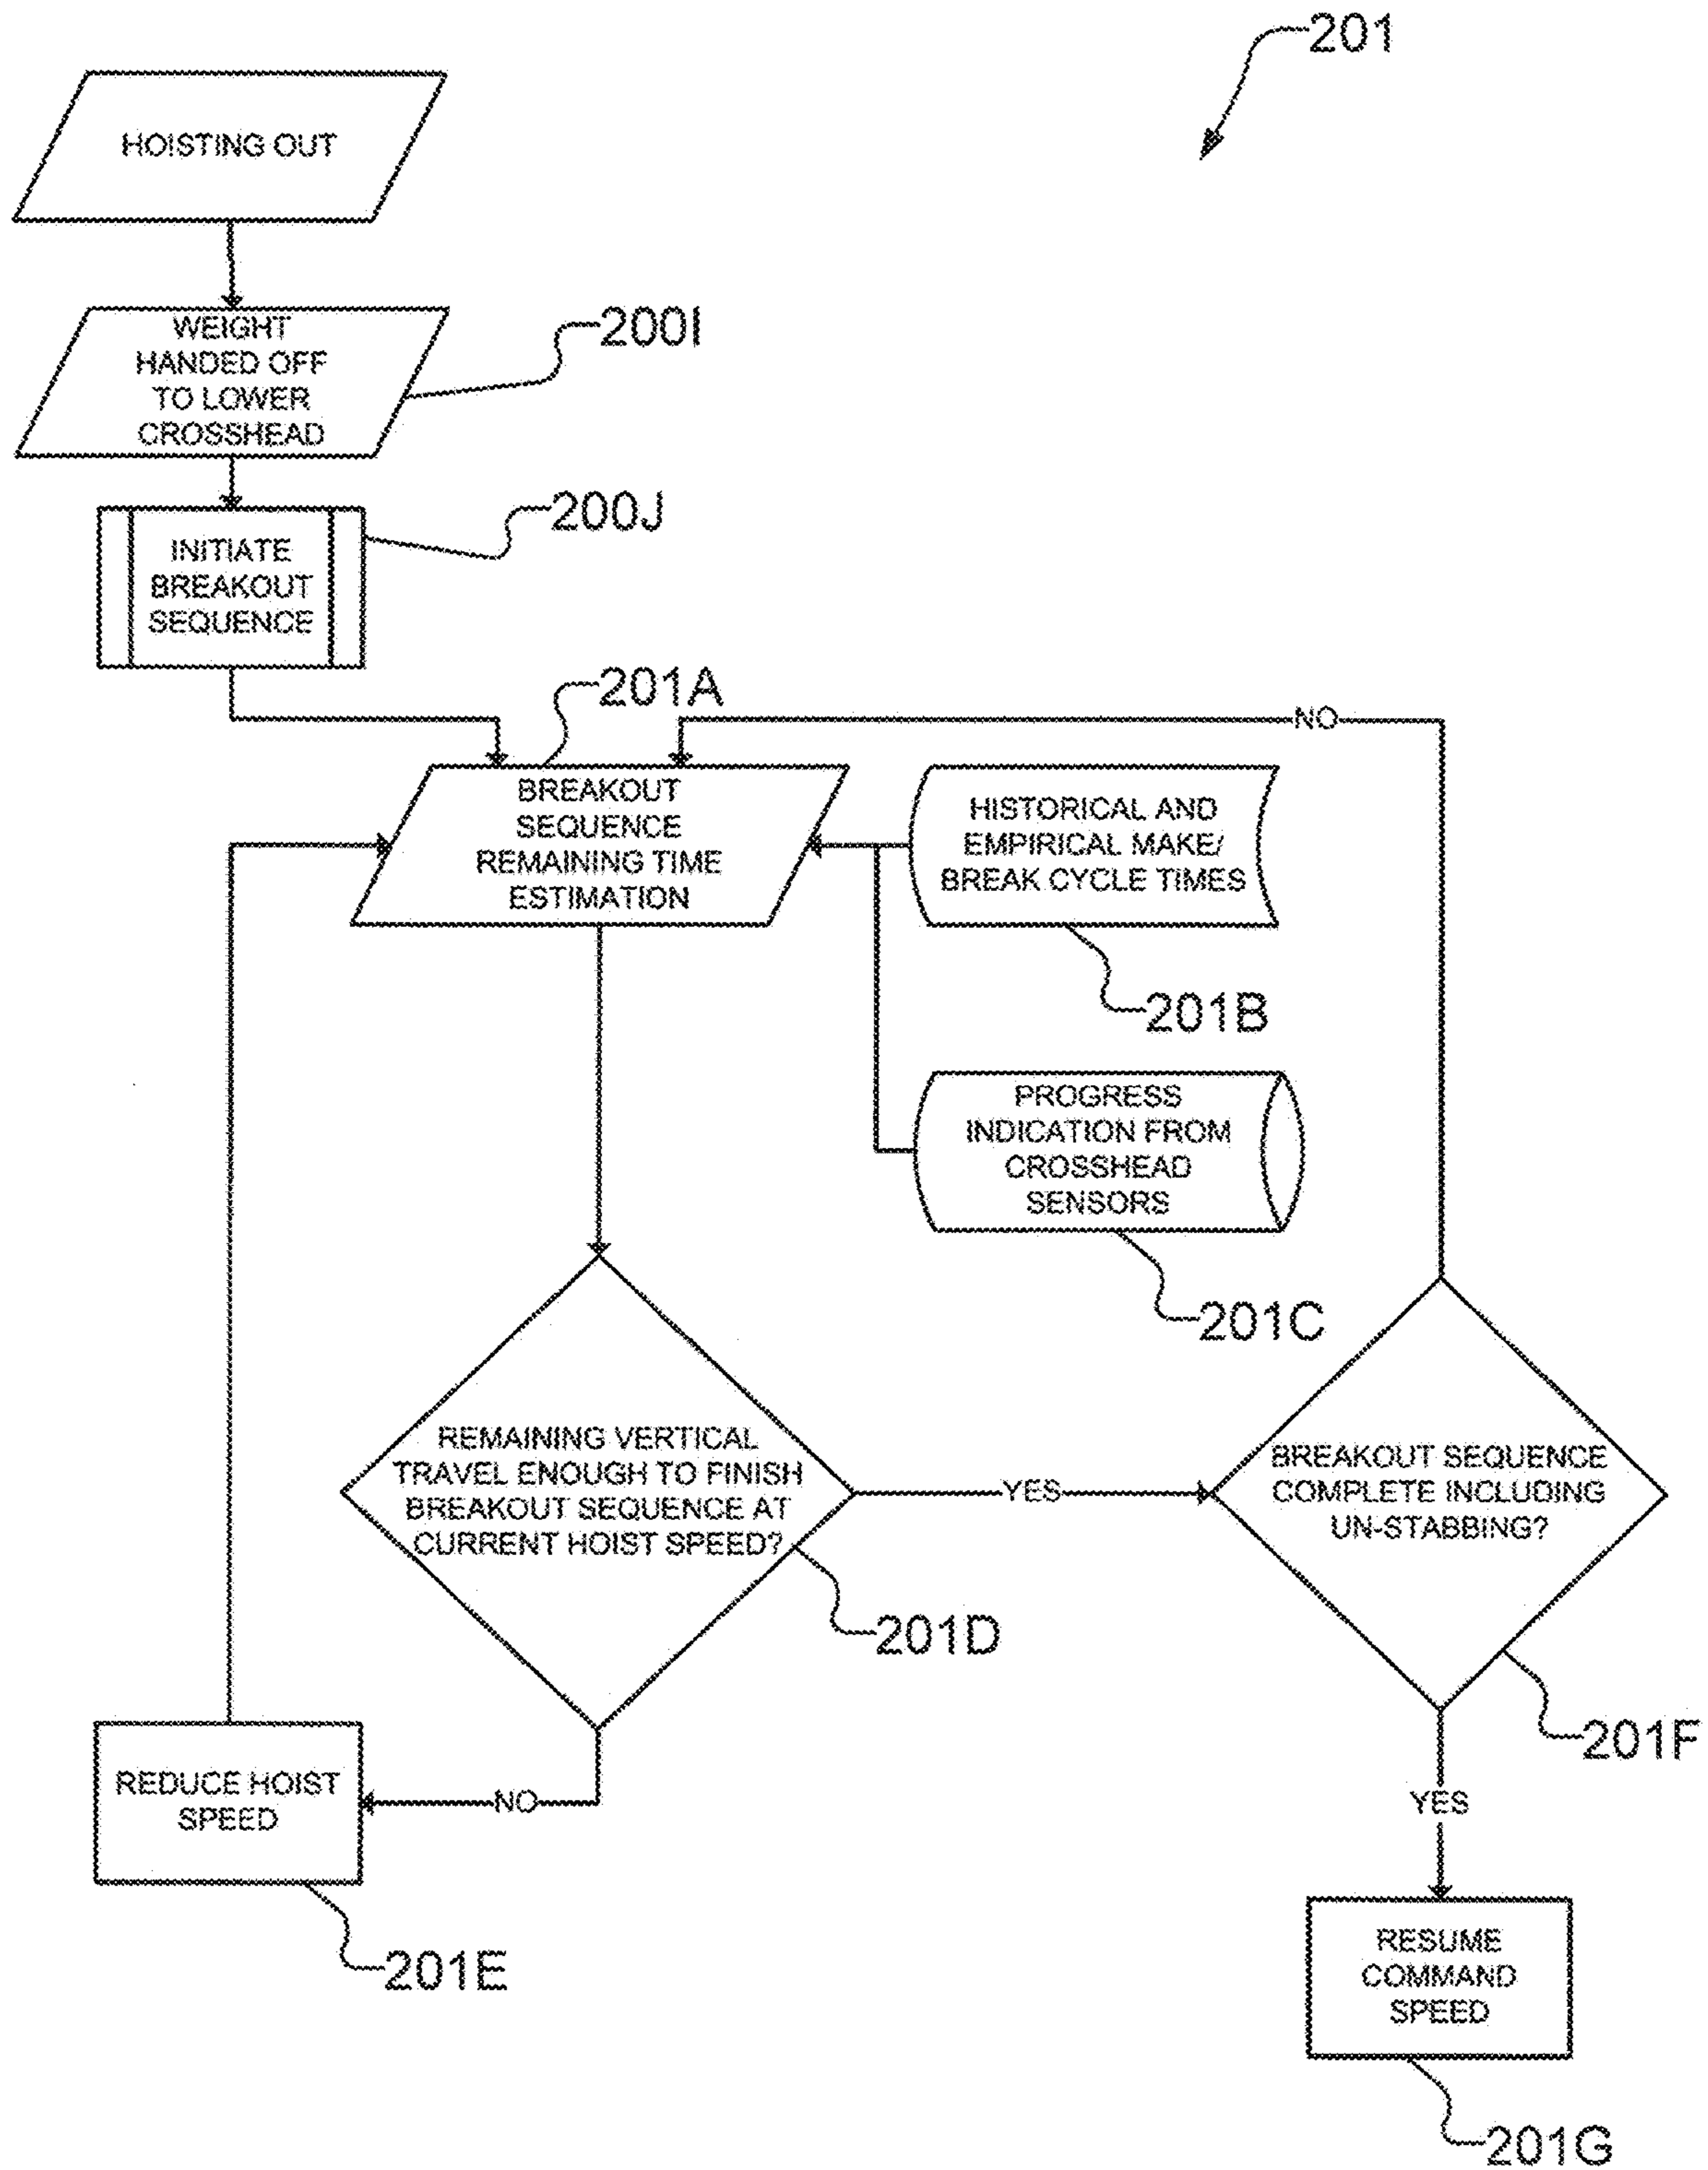 201
HOISTING OUT
WEIGHT
HANDED OFF
TO LOWER
CROSSHEAD
200I
INITIATE
BREAKOUT
SEQUENCE
200J
201A
NO
BREAKOUT
SEQUENCE
REMAINING TIME
ESTIMATION
HISTORICAL AND
EMPIRICAL MAKE/
BREAK CYCLE TIMES
201B
PROGRESS
INDICATION FROM
CROSSHEAD
SENSORS
201C
REMAINING VERTICAL
TRAVEL ENOUGH TO FINISH
BREAKOUT SEQUENCE AT
CURRENT HOIST SPEED?
YES
BREAKOUT SEQUENCE
COMPLETE INCLUDING
UN-STABBING?
201D
201F
REDUCE HOIST
SPEED
NO
YES
201E
RESUME
COMMAND
SPEED
201G